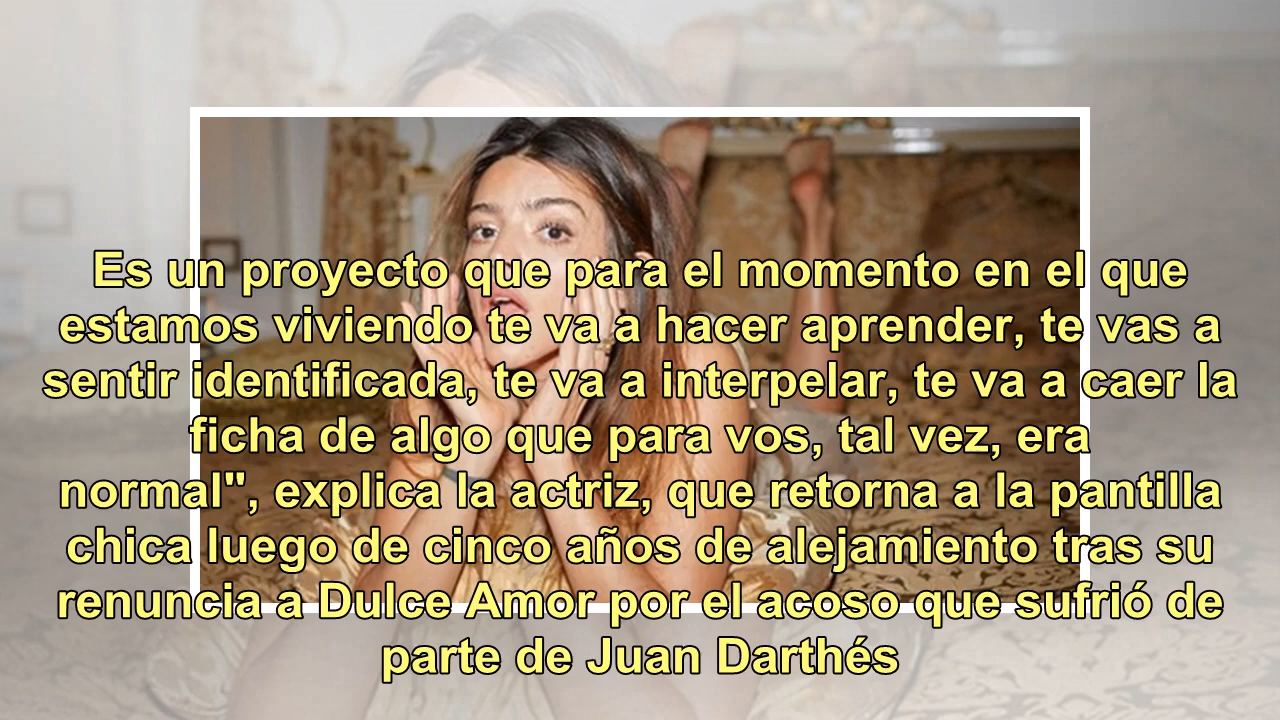 Es un proyecto que para el momento en el que
estamos viviendo te va a hacer aprender, te vas a
sentir identificada, te va a interpelar, te va a caer la
ficha de algo que para vos, tal vez, era
normal", explica la actriz, que retorna a la pantilla
chica luego de cinco años de alejamiento tras su
renuncia a Dulce Amor por el acoso que sufrió de
parte de Juan Darthés